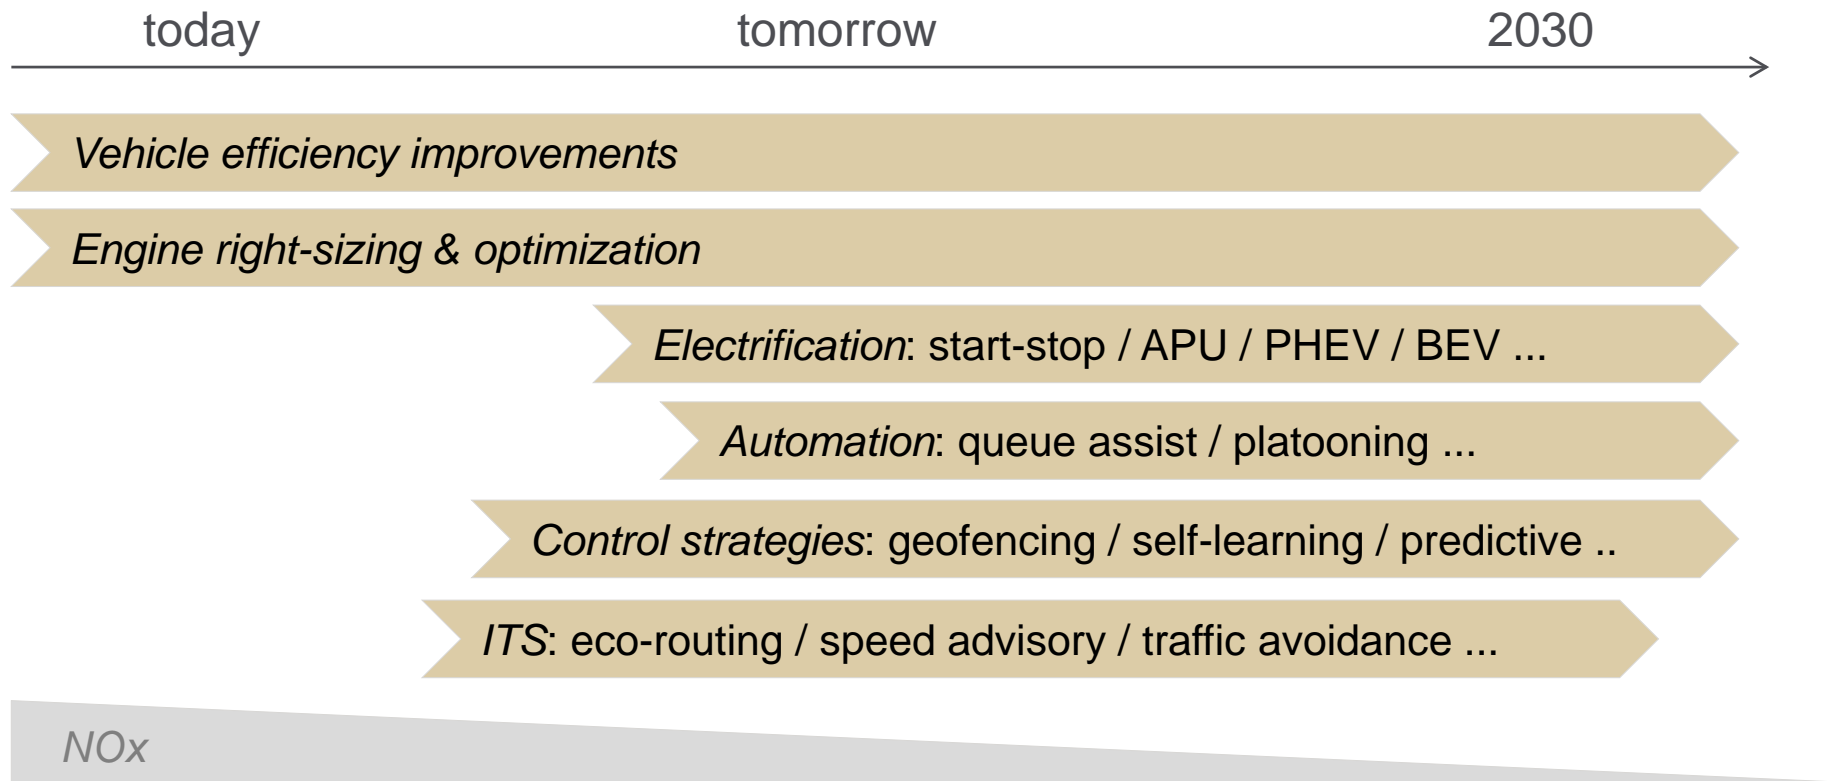 today tomorrow 2030
Vehicle efficiency improvements
Engine right-sizing & optimization
Electrification: start-stop / APU / PHEV / BEV ...
Automation: queue assist / platooning ...
Control strategies: geofencing / self-learning / predictive ..
ITS: eco-routing / speed advisory / traffic avoidance ...
NOx